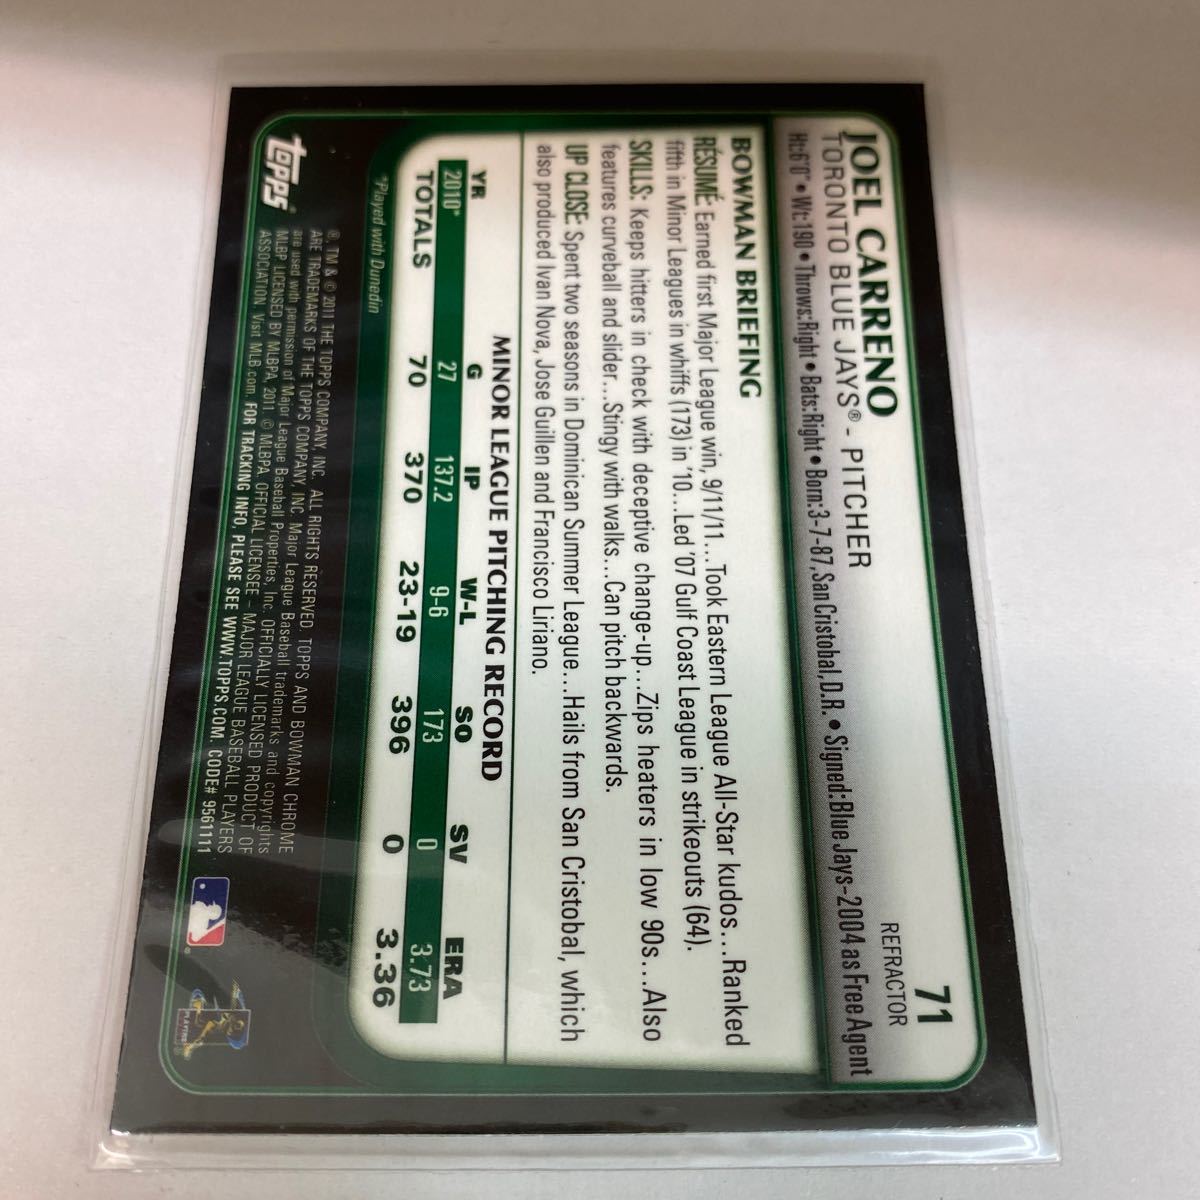 71
REFRACTOR
JOEL CARREÑO
TORONTO BLUE JAYS® - PITCHER
Ht: 6'0" • Wt: 190 • Throws: Right • Bats: Right • Born: 3-7-87, San Cristobal, D.R. • Signed: Blue Jays-2004 as Free Agent
BOWMAN BRIEFING
RÉSUMÉ: Earned first Major League win, 9/11/11...Took Eastern League All-Star kudos...Ranked
fifth in Minor Leagues in whiffs (173) in '10...Led '07 Gulf Coast League in strikeouts (64).
SKILLS: Keeps hitters in check with deceptive change-up....Zips heaters in low 90s...Also
features curveball and slider...Stingy with walks...Can pitch backwards.
UP CLOSE: Spent two seasons in Dominican Summer League...Hails from San Cristobal, which
also produced Ivan Nova, Jose Guillen and Francisco Liriano.
MINOR LEAGUE PITCHING RECORD
YR G IP W-L SO SV ERA
2010* 27 137.2 9-6 173 0 3.73
TOTALS 70 370 23-19 396 0 3.36
*Played with Dunedin
topps®
®, TM & © 2011 THE TOPPS COMPANY, INC. ALL RIGHTS RESERVED. TOPPS AND BOWMAN CHROME
ARE TRADEMARKS OF THE TOPPS COMPANY, INC. Major League Baseball trademarks and copyrights
are used with permission of Major League Baseball Properties, Inc. OFFICIALLY LICENSED PRODUCT OF
MLBP LICENSED BY MLBPA, 2011 © MLBPA. OFFICIAL LICENSEE – MAJOR LEAGUE BASEBALL PLAYERS
ASSOCIATION. Visit MLB.com. FOR TRACKING INFO, PLEASE SEE WWW.TOPPS.COM. CODE# 9561111